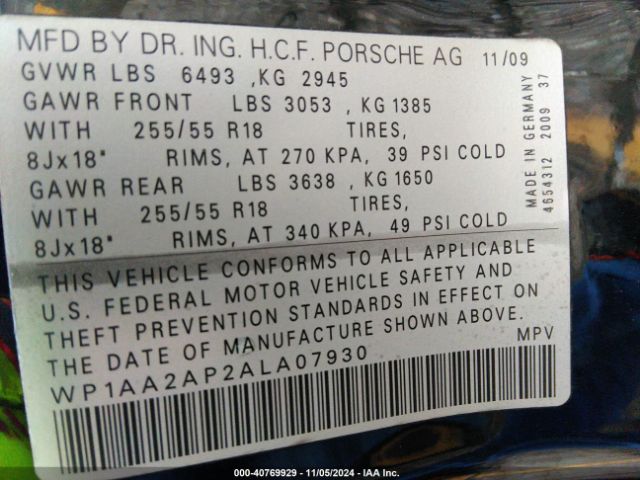 MFD BY DR. ING. H.C.F. PORSCHE AG 11/09
GVWR LBS 6493 , KG 2945
GAWR FRONT LBS 3053 , KG 1385
WITH 255/55 R18 TIRES,
8Jx18" RIMS, AT 270 KPA, 39 PSI COLD
GAWR REAR LBS 3638 , KG 1650
WITH 255/55 R18 TIRES,
8Jx18" RIMS, AT 340 KPA, 49 PSI COLD
THIS VEHICLE CONFORMS TO ALL APPLICABLE
U.S. FEDERAL MOTOR VEHICLE SAFETY AND
THEFT PREVENTION STANDARDS IN EFFECT ON
THE DATE OF MANUFACTURE SHOWN ABOVE.
WP1AA2AP2ALA07930 MPV
MADE IN GERMANY
4654312 2009 37
000-40769929 - 11/05/2024 - IAA Inc.